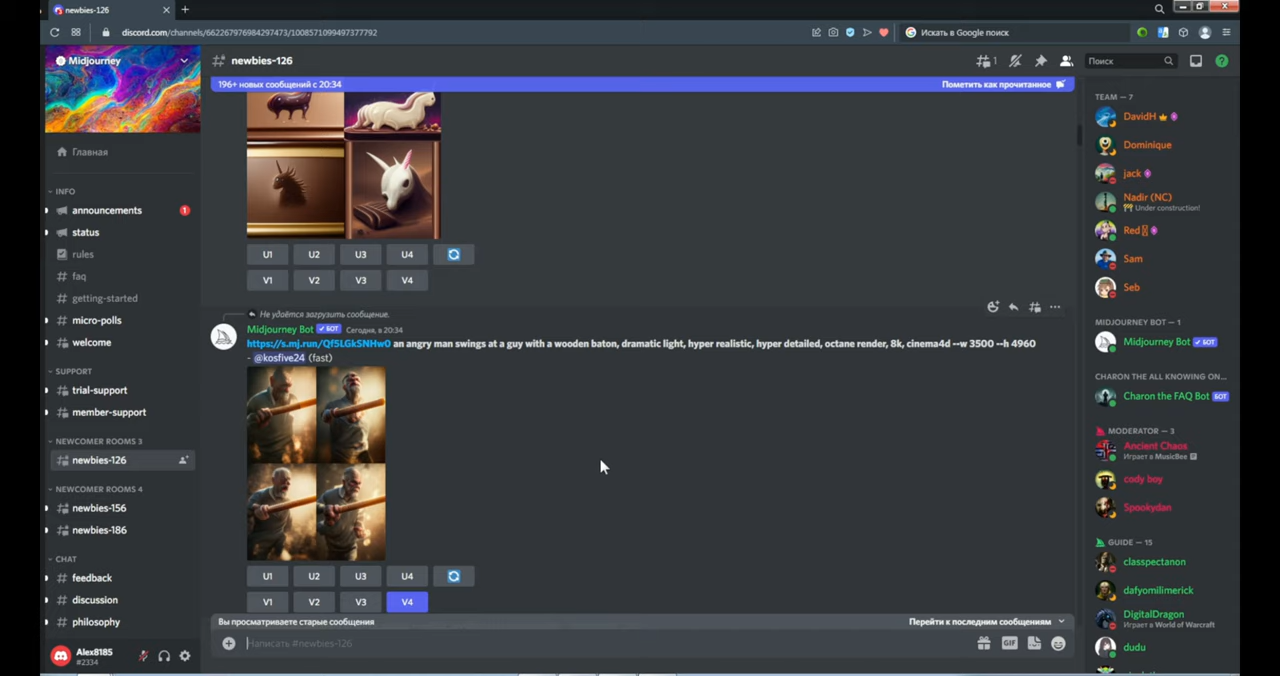 newbies-126
discord.com/channels/662267976984297473/1008571099497377792
Искать в Google поиск
Midjourney
newbies-126
1
Поиск
196+ новых сообщений с 20:34
Пометить как прочитанное
Главная
INFO
announcements
1
status
rules
faq
getting-started
micro-polls
welcome
SUPPORT
trial-support
member-support
NEWCOMER ROOMS 3
newbies-126
NEWCOMER ROOMS 4
newbies-156
newbies-186
CHAT
feedback
discussion
philosophy
Alex8185
#2334
U1 U2 U3 U4
V1 V2 V3 V4
Не удаётся загрузить сообщение.
Midjourney Bot БОТ Сегодня, в 20:34
https://s.mj.run/Qf5LGkSNHw0 an angry man swings at a guy with a wooden baton, dramatic light, hyper realistic, hyper detailed, octane render, 8k, cinema4d --w 3500 --h 4960
- @kosfive24 (fast)
U1 U2 U3 U4
V1 V2 V3 V4
Вы просматриваете старые сообщения
Перейти к последним сообщениям
Написать #newbies-126
GIF
TEAM — 7
DavidH
Dominique
jack
Nadir (NC)
Under construction!
Red
Sam
Seb
MIDJOURNEY BOT — 1
Midjourney Bot БОТ
CHARON THE ALL KNOWING ON...
Charon the FAQ Bot БОТ
MODERATOR — 3
Ancient Chaos
Играет в MusicBee
cody boy
Spookydan
GUIDE — 15
classpectanon
dafyomilimerick
DigitalDragon
Играет в World of Warcraft
dudu